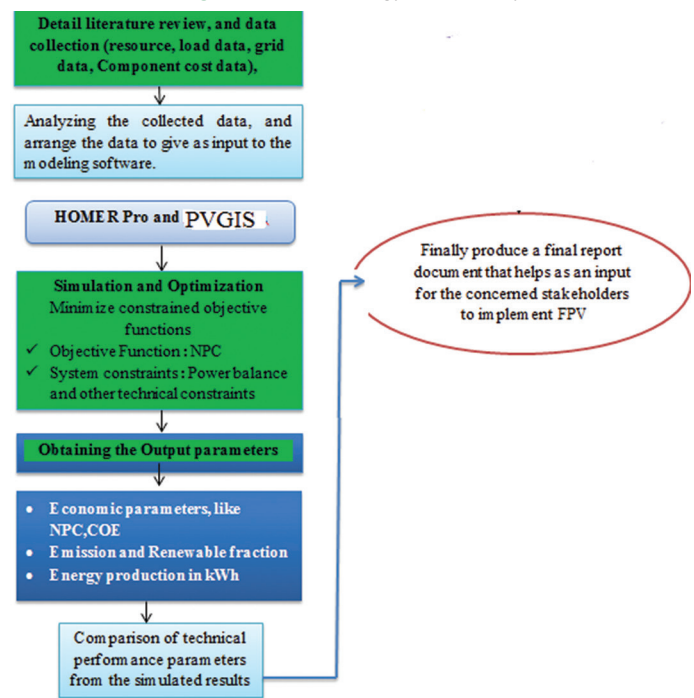 Detail literature review, and data
collection (resource, load data, grid
data, Component cost data),
Analyzing the collected data, and
arrange the data to give as input to the
modeling software.
HOMER Pro and PVGIS
Simulation and Optimization
Minimize constrained objective
functions
✓ Objective Function : NPC
✓ System constraints : Power balance
and other technical constraints
Obtaining the Output parameters
• Economic parameters, like
NPC,COE
• Emission and Renewable fraction
• Energy production in kWh
Comparison of technical
performance parameters
from the simulated results
Finally produce a final report
document that helps as an input
for the concerned stakeholders
to implement FPV